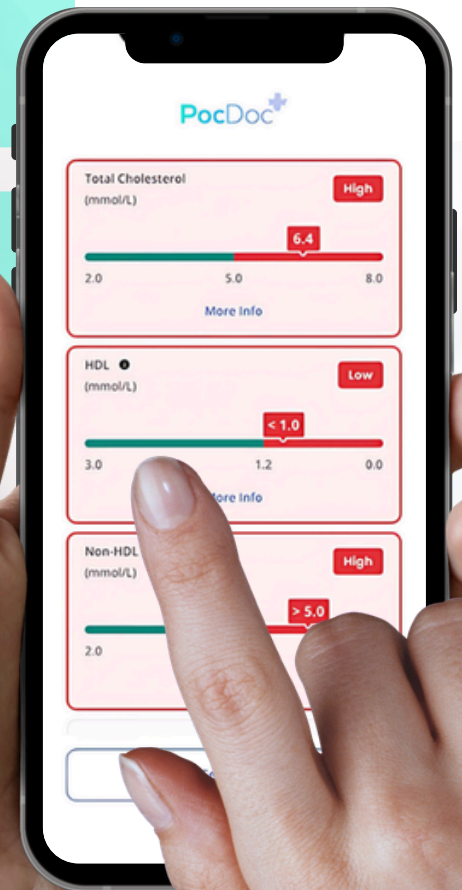 PocDoc
Total Cholesterol
(mmol/L)
High
6.4
2.0 5.0 8.0
More Info
HDL
(mmol/L)
Low
< 1.0
3.0 1.2 0.0
More Info
Non-HDL
(mmol/L)
High
> 5.0
2.0